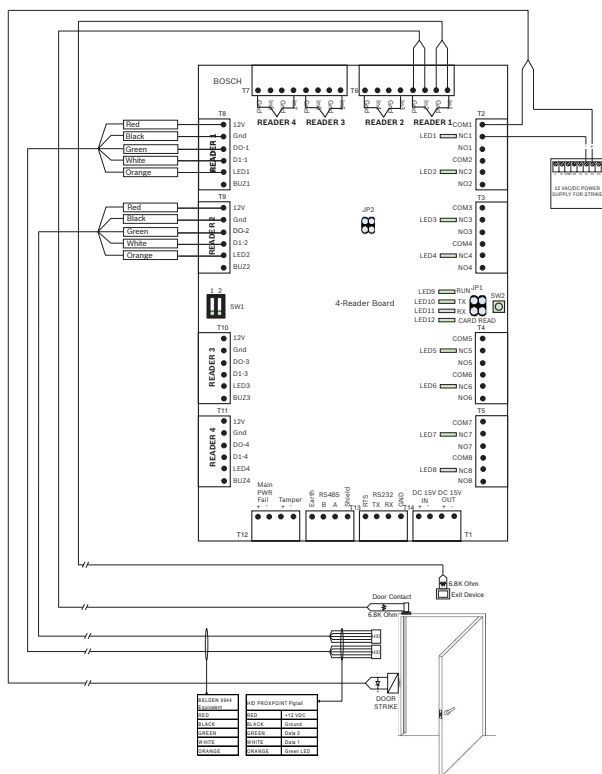 BOSCH
T7
T6
Gnd
Gnd
Gnd
Gnd
READER 4
READER 3
READER 2
READER 1
T8
READER 1
12V
Gnd
DO-1
D1-1
LED1
BUZ1
Red
Black
Green
White
Orange
T9
READER 2
12V
Gnd
DO-2
D1-2
LED2
BUZ2
Red
Black
Green
White
Orange
1 2
SW1
T10
READER 3
12V
Gnd
DO-3
D1-3
LED3
BUZ3
T11
READER 4
12V
Gnd
DO-4
D1-4
LED4
BUZ4
JP2
4-Reader Board
T2
COM1
LED1 NC1
NO1
COM2
LED2 NC2
NO2
T3
COM3
LED3 NC3
NO3
COM4
LED4 NC4
NO4
LED9 RUN
LED10 TX
LED11 RX
LED12 CARD READ
JP1
SW2
T4
COM5
LED5 NC5
NO5
COM6
LED6 NC6
NO6
T5
COM7
LED7 NC7
NO7
COM8
LED8 NC8
NO8
12 VAC/DC POWER
SUPPLY FOR STRIKE
Main
PWR
Fail
+ -
Tamper
+ -
T12
RS485
Earth B A Shield
T13
RS232
RTS TX RX GND
T14
DC 15V
IN
+ -
DC 15V
OUT
+ -
T1
6.8K Ohm
Exit Device
Door Contact
6.8K Ohm
HID
HID
DOOR
STRIKE
BELDEN 9944
Equivalent
RED
BLACK
GREEN
WHITE
ORANGE
HID PROXPOINT Pigtail
RED +12 VDC
BLACK Ground
GREEN Data 0
WHITE Data 1
ORANGE Green LED